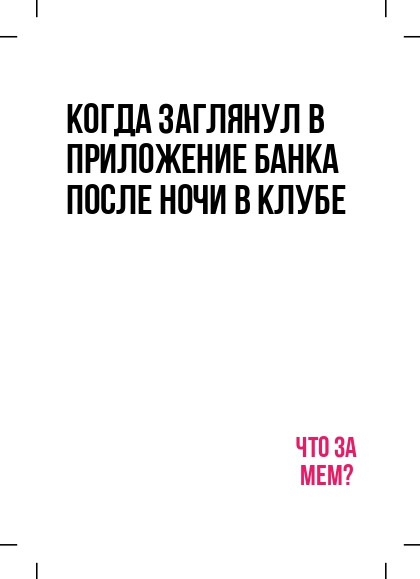 КОГДА ЗАГЛЯНУЛ В
ПРИЛОЖЕНИЕ БАНКА
ПОСЛЕ НОЧИ В КЛУБЕ
ЧТО ЗА
МЕМ?